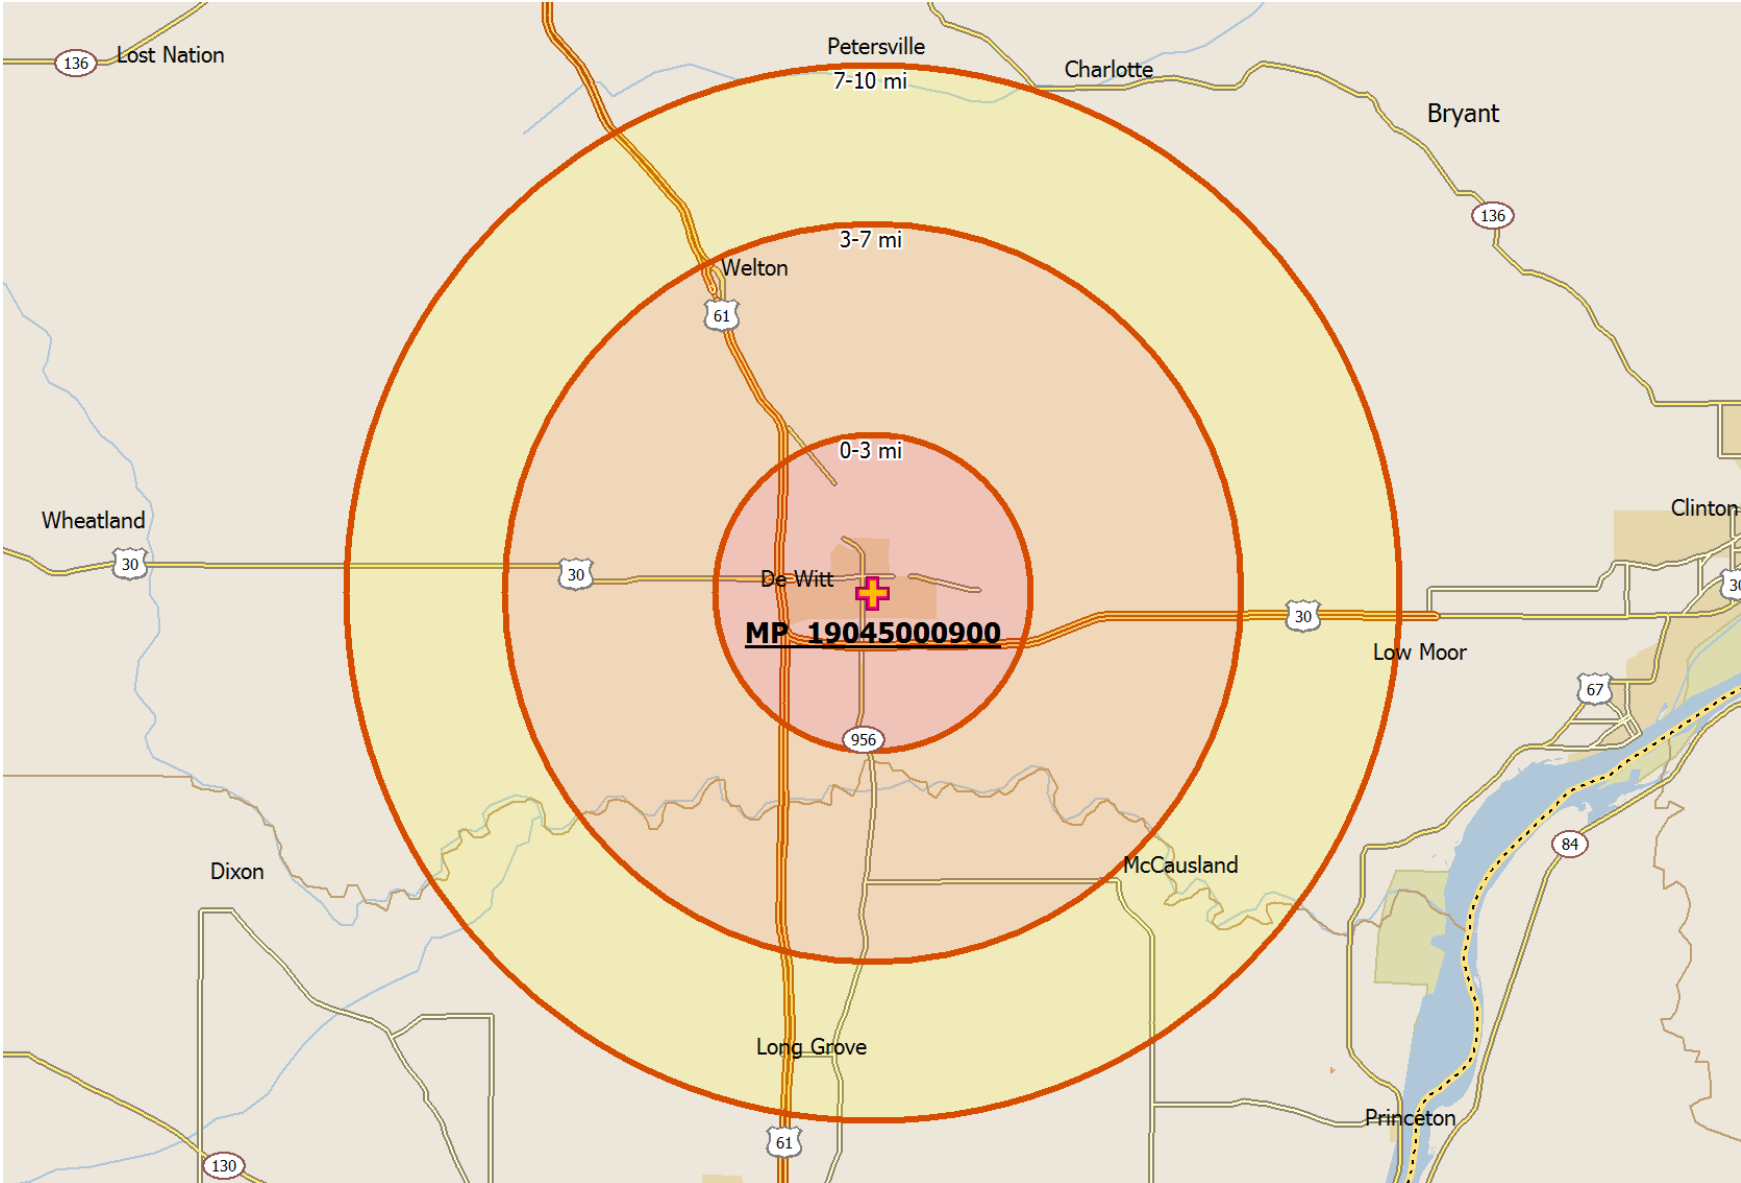 Petersville
Lost Nation
136
Charlotte
7-10 mi
Bryant
136
3-7 mi
Welton
61
0-3 mi
Clinton
Wheatland
30
30
De Witt
30
30
MP 19045000900
Low Moor
67
956
84
McCausland
Dixon
Long Grove
Princeton
61
130